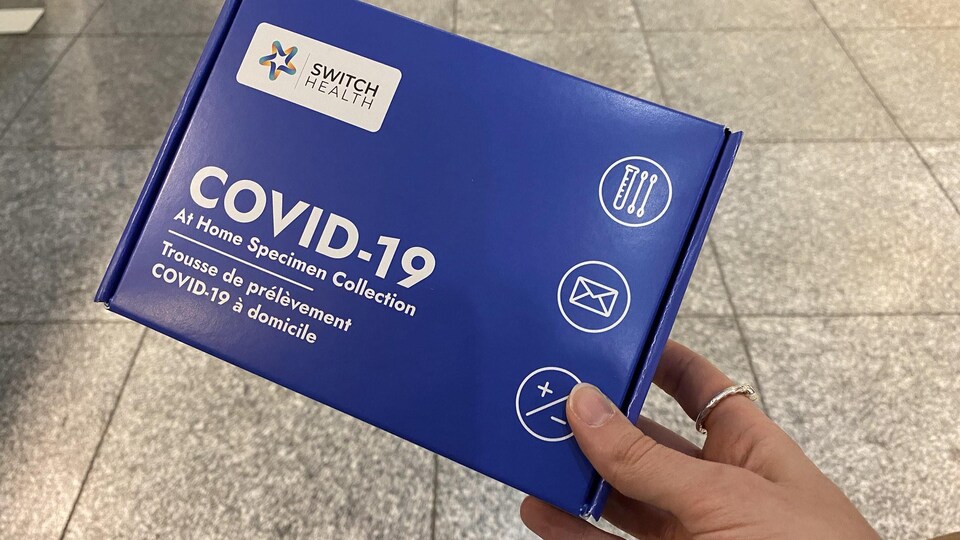 SWITCH
HEALTH
COVID-19
At Home Specimen Collection
Trousse de prélèvement
COVID-19 à domicile